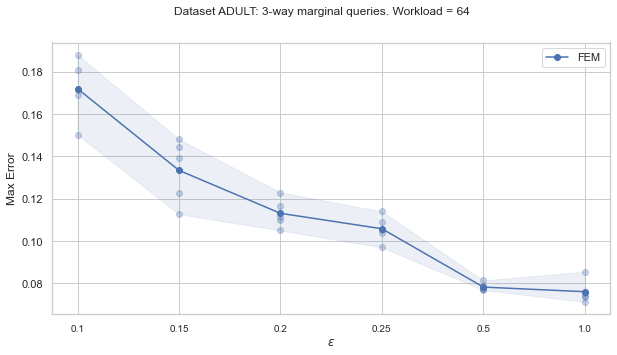 Dataset ADULT: 3-way marginal queries. Workload = 64
FEM
Max Error
0.18
0.16
0.14
0.12
0.10
0.08
0.1 0.15 0.2 0.25 0.5 1.0
ε